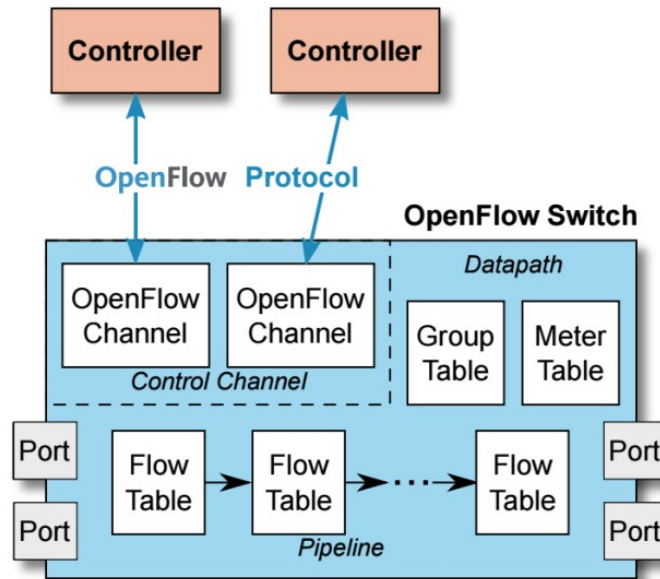 Controller
Controller
OpenFlow Protocol
OpenFlow Switch
Datapath
OpenFlow
Channel
OpenFlow
Channel
Control Channel
Group
Table
Meter
Table
Port
Port
Flow
Table
Flow
Table
...
Flow
Table
Pipeline
Port
Port